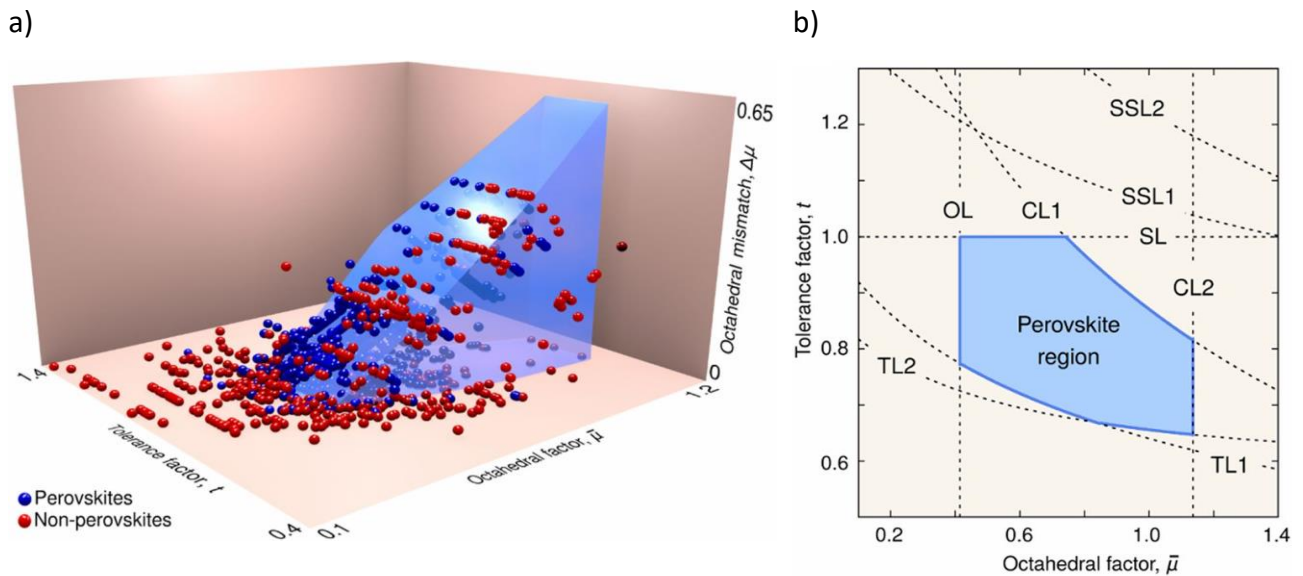 a)
0.65
Octahedral mismatch, Δμ
0
1.2
Octahedral factor, μ̄
0.1
0.4
Tolerance factor, t
1.4
Perovskites
Non-perovskites
b)
Tolerance factor, t
1.2
1.0
0.8
0.6
SSL2
SSL1
OL
CL1
SL
CL2
Perovskite
region
TL2
TL1
0.2
0.6
1.0
1.4
Octahedral factor, μ̄